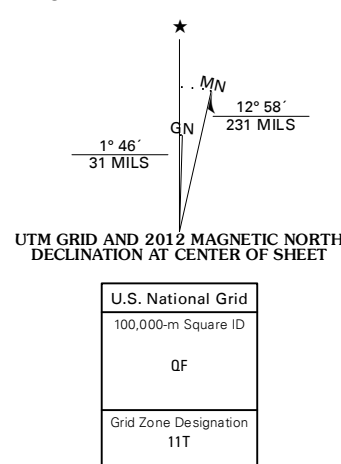 ★
MN
12° 58´
231 MILS
GN
1° 46´
31 MILS
UTM GRID AND 2012 MAGNETIC NORTH
DECLINATION AT CENTER OF SHEET
U.S. National Grid
100,000-m Square ID
QF
Grid Zone Designation
11T